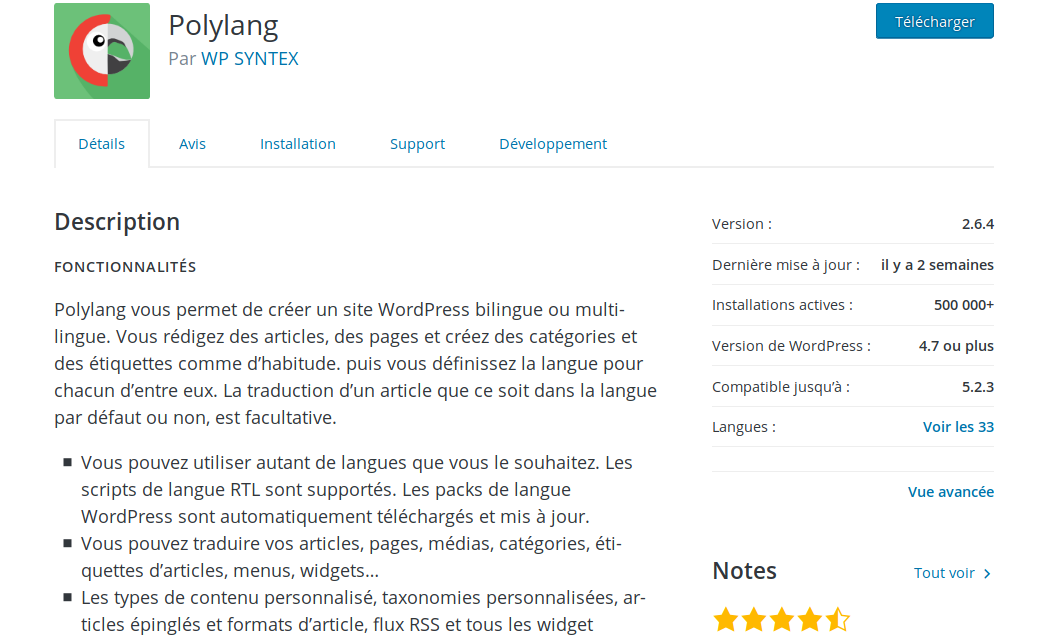 Polylang
Par WP SYNTEX
Télécharger
Détails
Avis
Installation
Support
Développement
Description
FONCTIONNALITÉS
Polylang vous permet de créer un site WordPress bilingue ou multi-
lingue. Vous rédigez des articles, des pages et créez des catégories et
des étiquettes comme d’habitude. puis vous définissez la langue pour
chacun d’entre eux. La traduction d’un article que ce soit dans la langue
par défaut ou non, est facultative.
Vous pouvez utiliser autant de langues que vous le souhaitez. Les
scripts de langue RTL sont supportés. Les packs de langue
WordPress sont automatiquement téléchargés et mis à jour.
Vous pouvez traduire vos articles, pages, médias, catégories, éti-
quettes d’articles, menus, widgets…
Les types de contenu personnalisé, taxonomies personnalisées, ar-
ticles épinglés et formats d’article, flux RSS et tous les widget
Version : 2.6.4
Dernière mise à jour : il y a 2 semaines
Installations actives : 500 000+
Version de WordPress : 4.7 ou plus
Compatible jusqu’à : 5.2.3
Langues : Voir les 33
Vue avancée
Notes
Tout voir